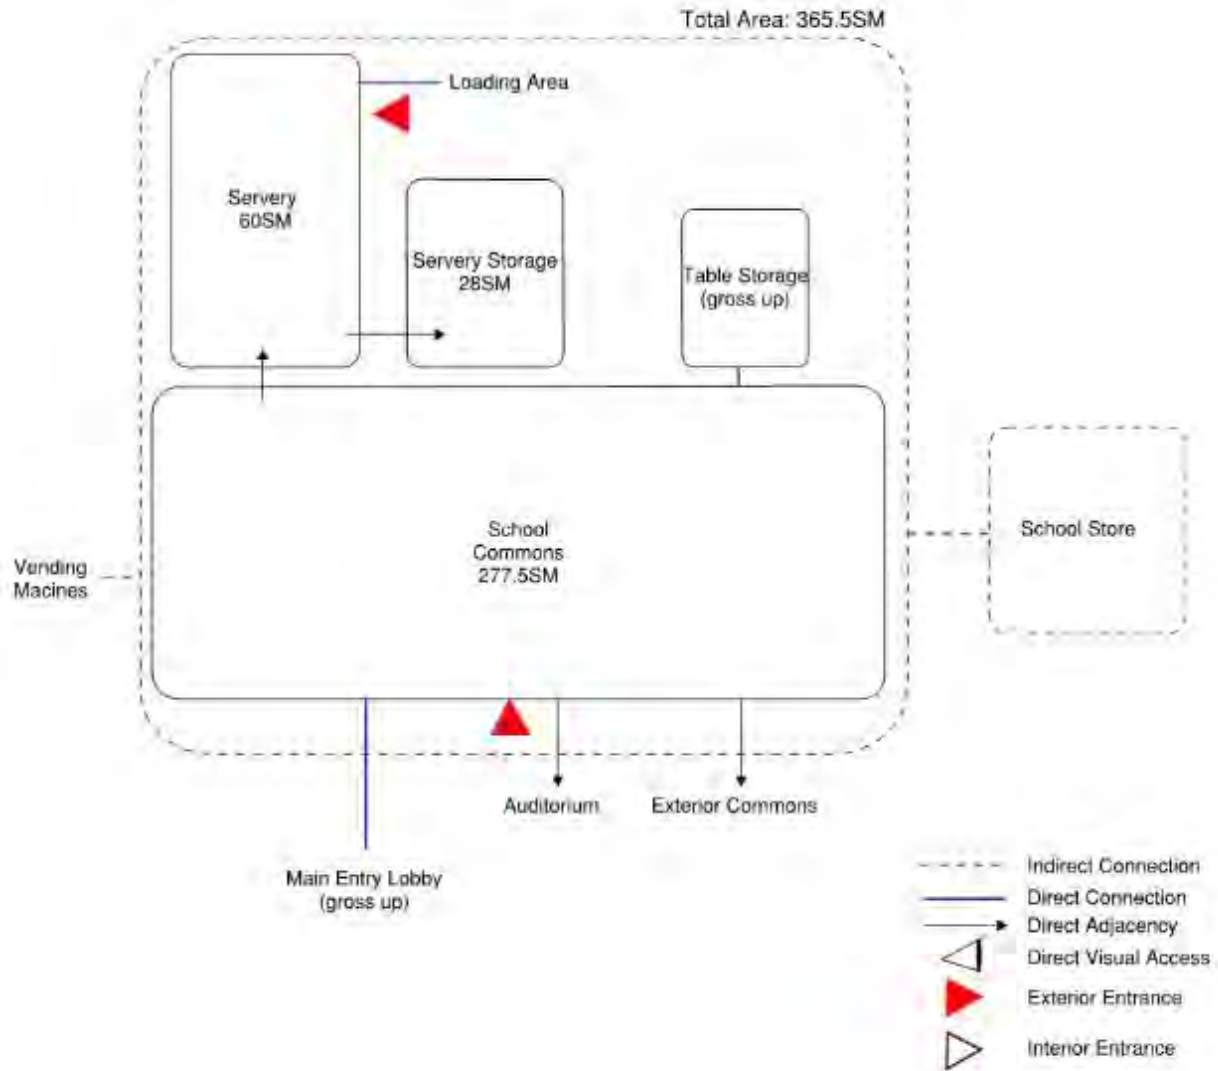 Total Area: 365.5SM
Loading Area
Servery
60SM
Servery Storage
28SM
Table Storage
(gross up)
School
Commons
277.5SM
School Store
Vending
Macines
Auditorium
Exterior Commons
Main Entry Lobby
(gross up)
Indirect Connection
Direct Connection
Direct Adjacency
Direct Visual Access
Exterior Entrance
Interior Entrance